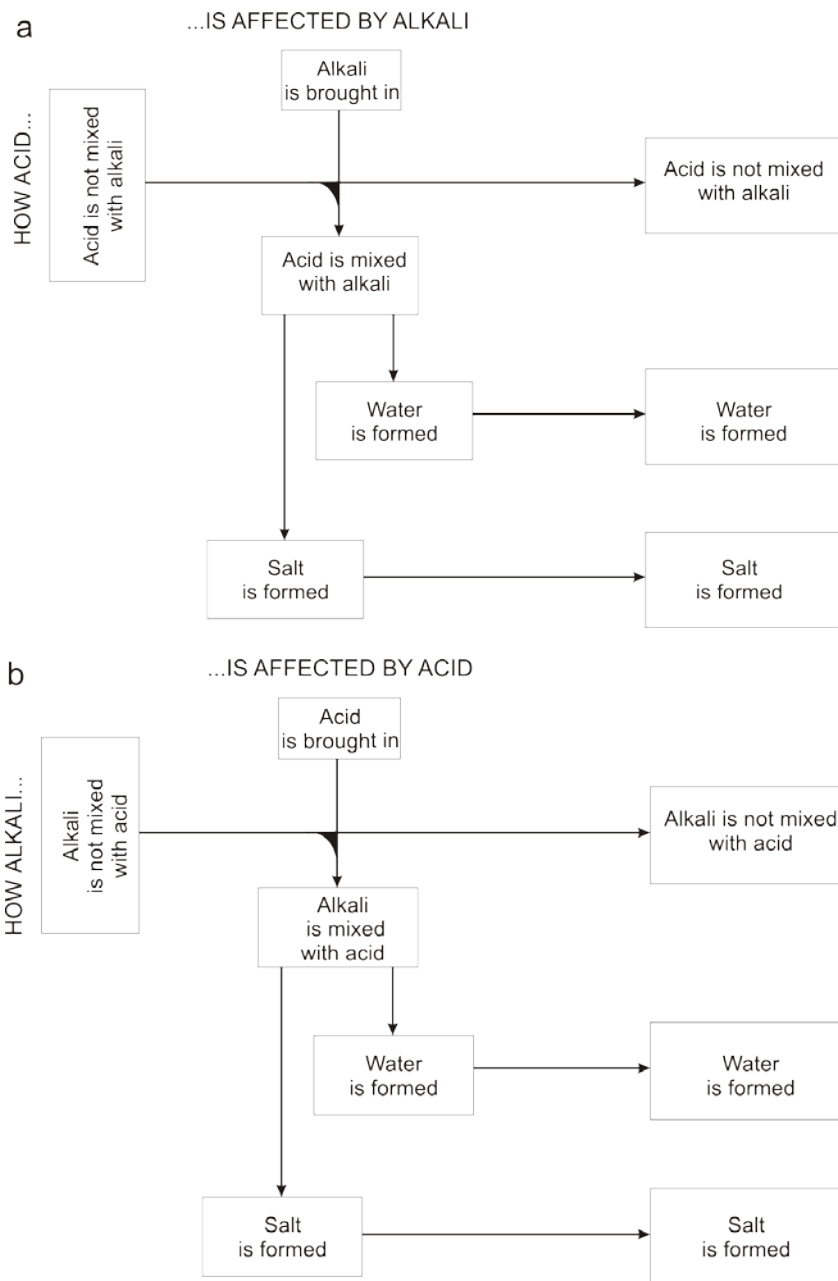 a
...IS AFFECTED BY ALKALI
Alkali
is brought in
HOW ACID...
Acid is not mixed
with alkali
Acid is not mixed
with alkali
Acid is mixed
with alkali
Water
is formed
Water
is formed
Salt
is formed
Salt
is formed
b
...IS AFFECTED BY ACID
Acid
is brought in
HOW ALKALI...
Alkali
is not mixed
with acid
Alkali is not mixed
with acid
Alkali
is mixed
with acid
Water
is formed
Water
is formed
Salt
is formed
Salt
is formed